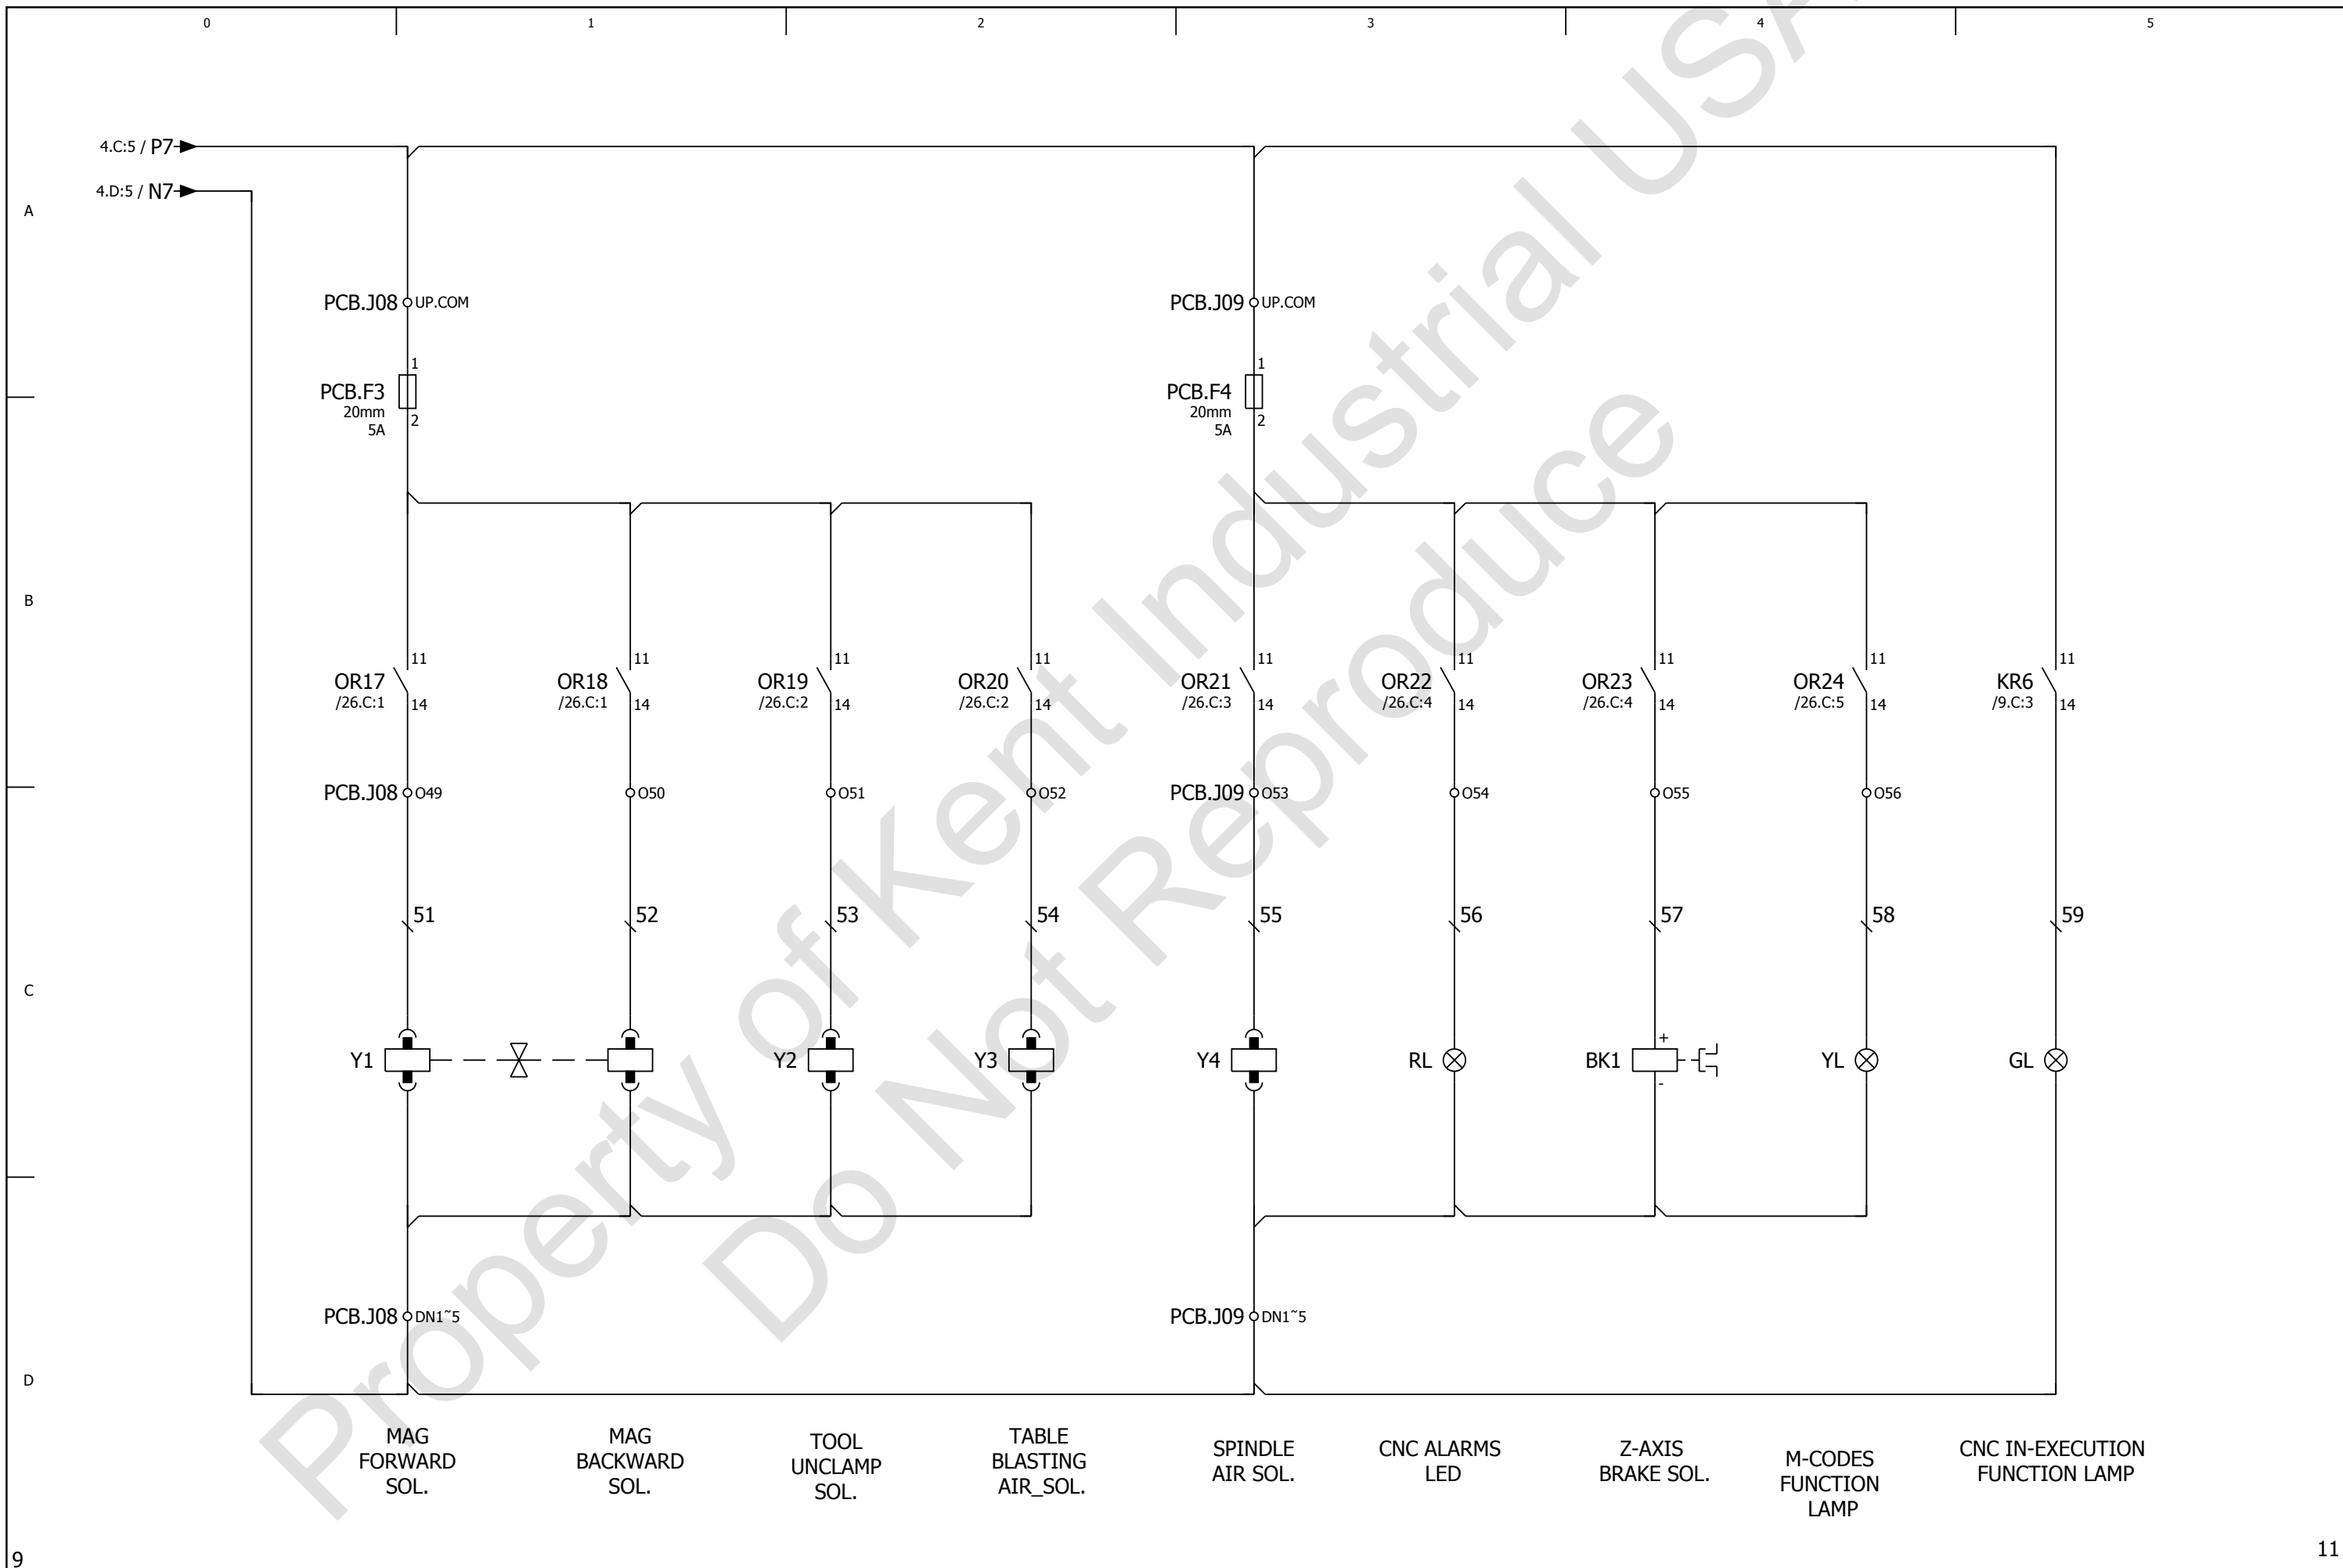 0 1 2 3 4 5
4.C:5 / P7
4.D:5 / N7
A
PCB.J08 UP.COM PCB.J09 UP.COM
1 1
PCB.F3 PCB.F4
20mm 20mm
5A 5A
2 2
B
11 11 11 11 11 11 11 11 11
OR17 OR18 OR19 OR20 OR21 OR22 OR23 OR24 KR6
/26.C:1 /26.C:1 /26.C:2 /26.C:2 /26.C:3 /26.C:4 /26.C:4 /26.C:5 /9.C:3
14 14 14 14 14 14 14 14 14
PCB.J08 O49 O50 O51 O52 PCB.J09 O53 O54 O55 O56
51 52 53 54 55 56 57 58 59
C
+
Y1 Y2 Y3 Y4 RL BK1 YL GL
-
PCB.J08 DN1~5 PCB.J09 DN1~5
D
MAG
FORWARD
SOL.
MAG
BACKWARD
SOL.
TOOL
UNCLAMP
SOL.
TABLE
BLASTING
AIR_SOL.
SPINDLE
AIR SOL.
CNC ALARMS
LED
Z-AXIS
BRAKE SOL.
M-CODES
FUNCTION
LAMP
CNC IN-EXECUTION
FUNCTION LAMP
9 11
Property of Kent Industrial USA
Do Not Reproduce